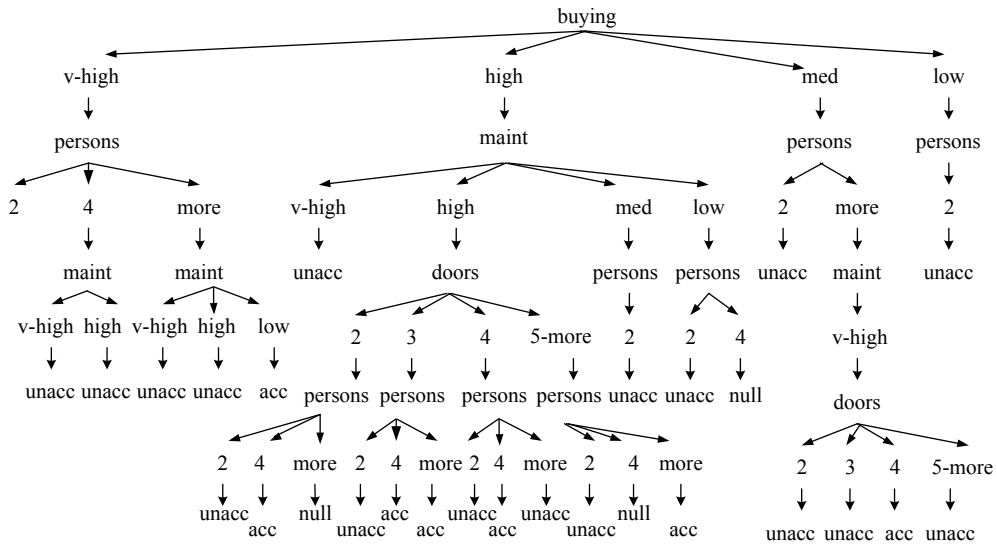 buying
v-high high med low
persons maint persons persons
2 4 more v-high high med low 2 more 2
maint maint unacc doors persons persons unacc maint unacc
v-high high v-high high low 2 3 4 5-more 2 2 4 v-high
unacc unacc unacc unacc acc persons persons persons persons unacc unacc null doors
2 4 more 2 4 more 2 4 more 2 4 more 2 3 4 5-more
unacc acc null unacc acc acc unacc acc unacc unacc null acc unacc unacc acc unacc